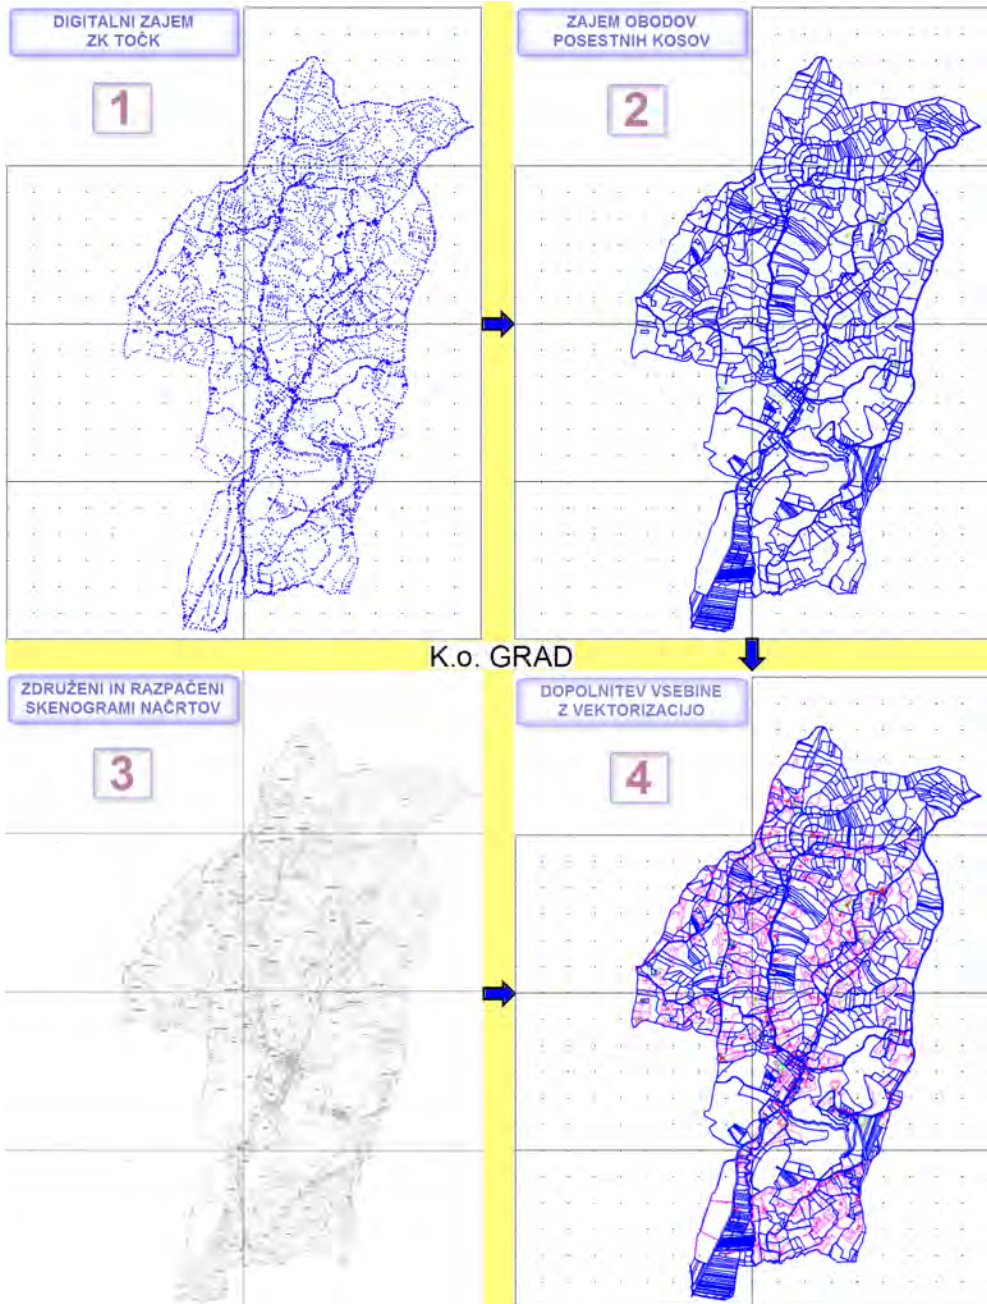 DIGITALNI ZAJEM
ZK TOČK
1
ZAJEM OBODOV
POSESTNIH KOSOV
2
K.o. GRAD
ZDRUŽENI IN RAZPAČENI
SKENOGRAMI NAČRTOV
3
DOPOLNITEV VSEBINE
Z VEKTORIZACIJO
4